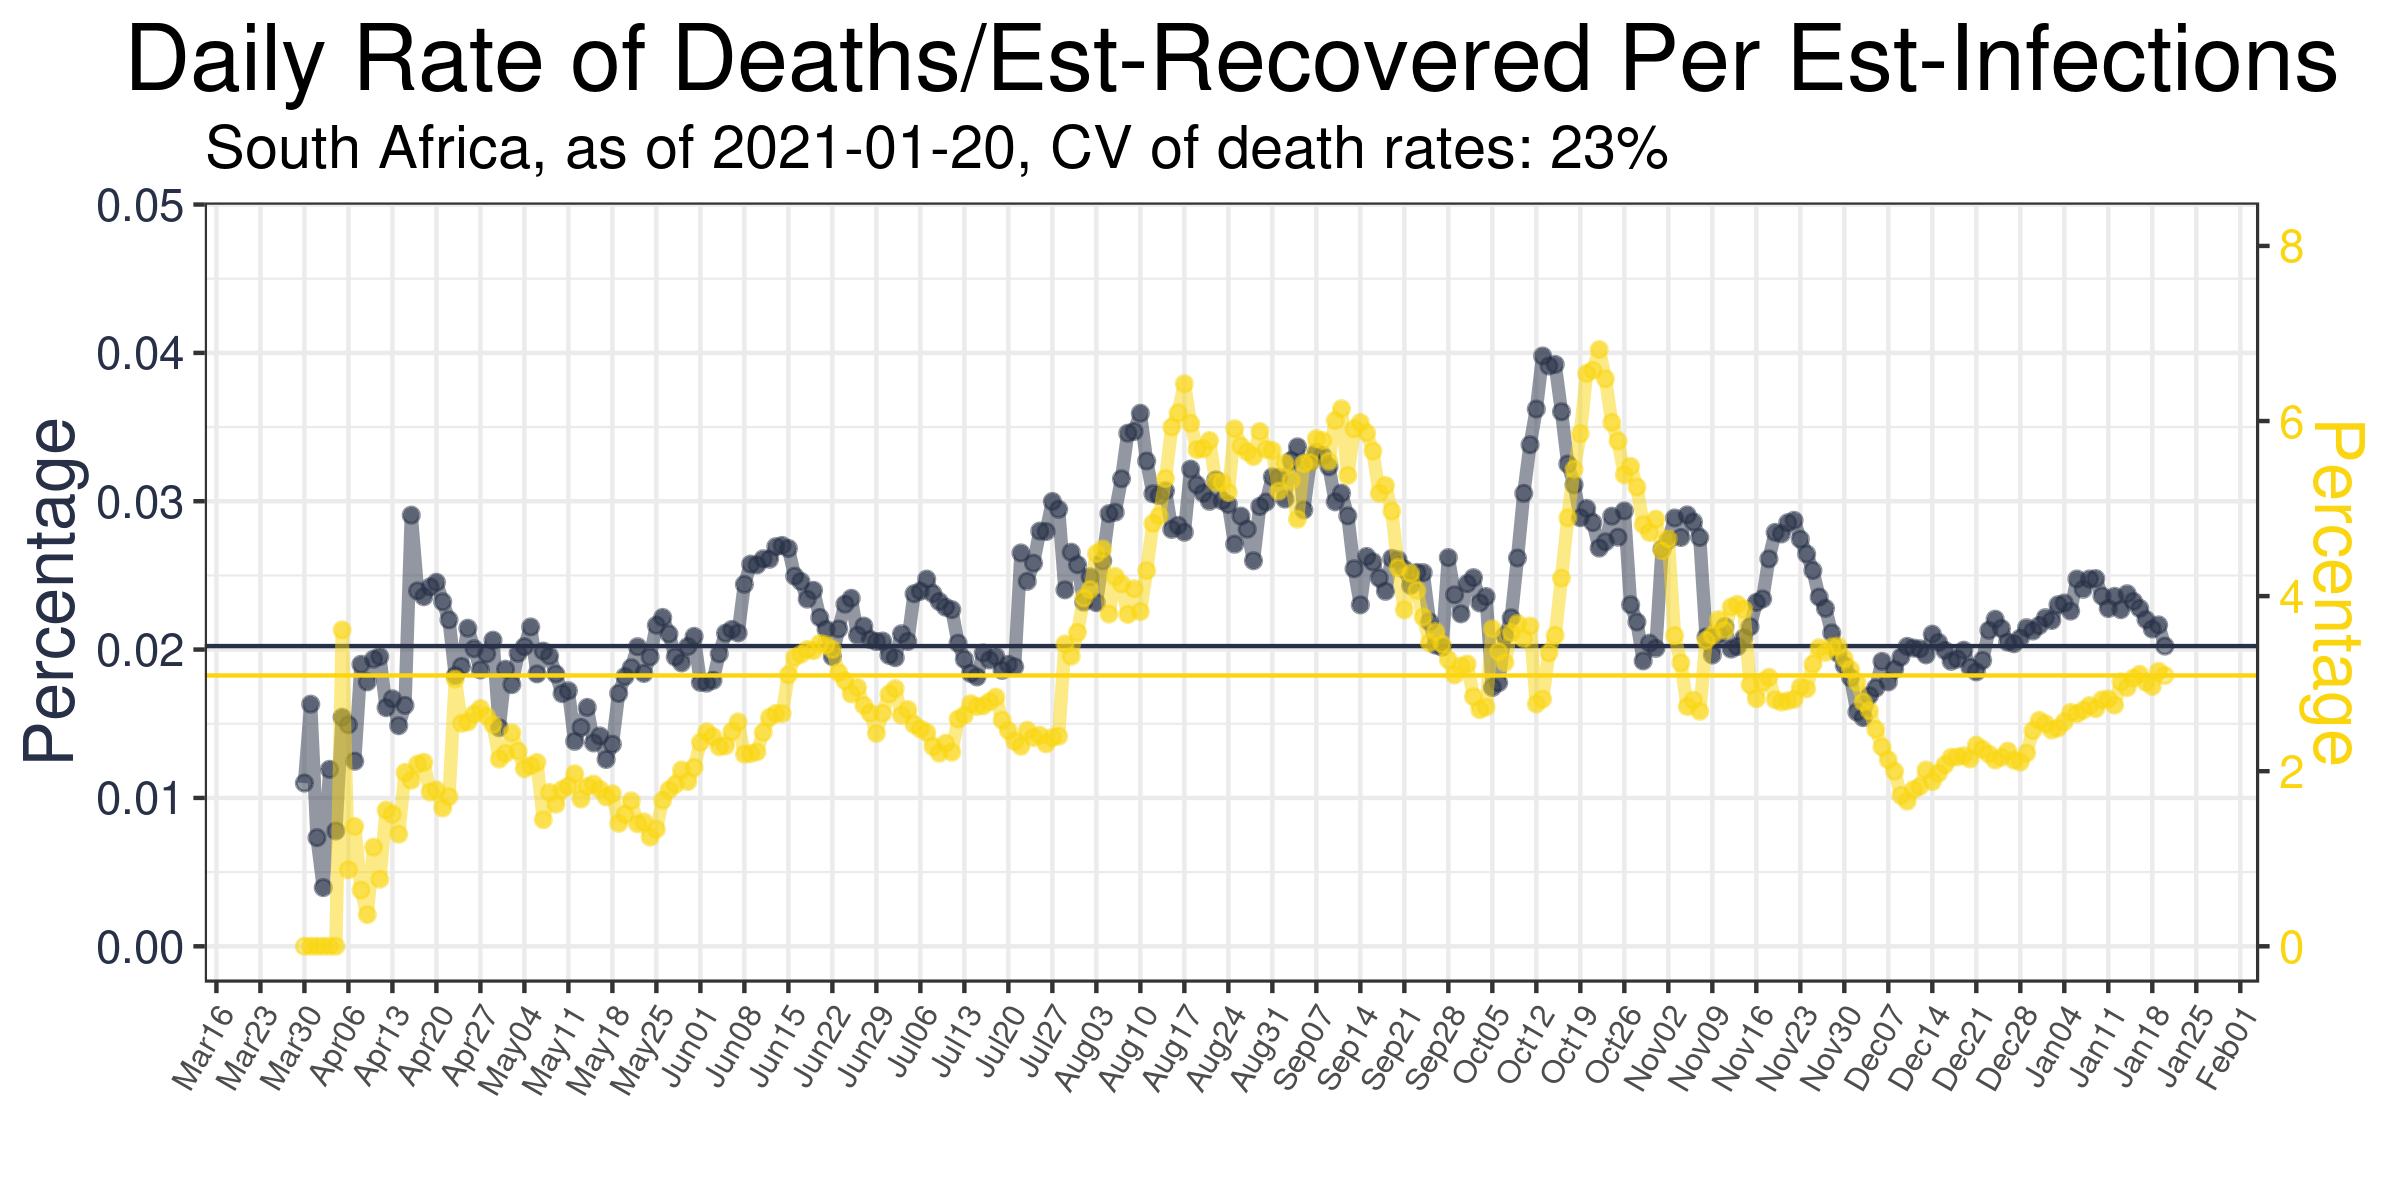 Daily Rate of Deaths/Est-Recovered Per Est-Infections
South Africa, as of 2021-01-20, CV of death rates: 23%
Percentage
0.05
0.04
0.03
0.02
0.01
0.00
8
6
4
2
0
Percentage
Mar16 Mar23 Mar30 Apr06 Apr13 Apr20 Apr27 May04 May11 May18 May25 Jun01 Jun08 Jun15 Jun22 Jun29 Jul06 Jul13 Jul20 Jul27 Aug03 Aug10 Aug17 Aug24 Aug31 Sep07 Sep14 Sep21 Sep28 Oct05 Oct12 Oct19 Oct26 Nov02 Nov09 Nov16 Nov23 Nov30 Dec07 Dec14 Dec21 Dec28 Jan04 Jan11 Jan18 Jan25 Feb01